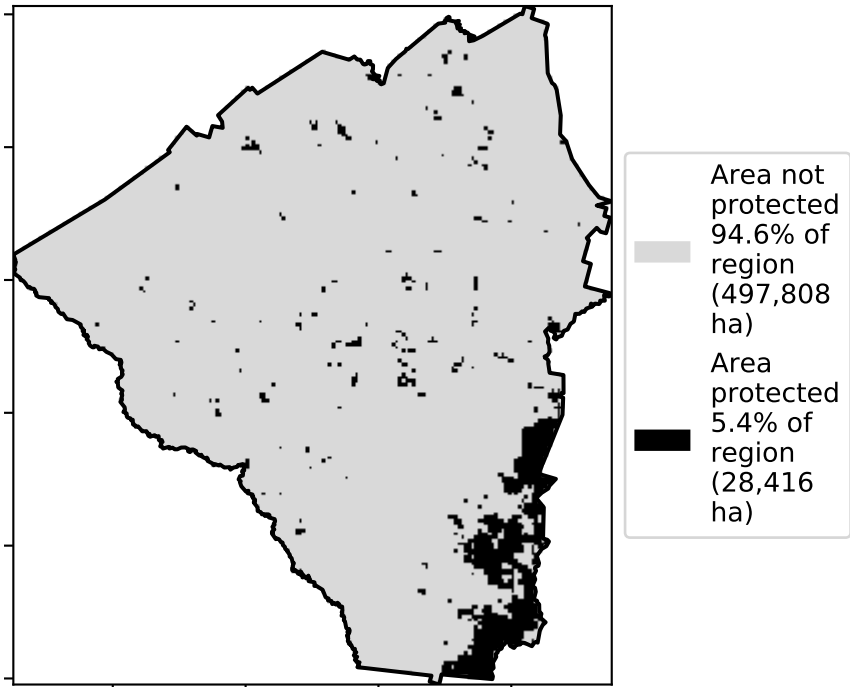 Area not
protected
94.6% of
region
(497,808
ha)
Area
protected
5.4% of
region
(28,416
ha)